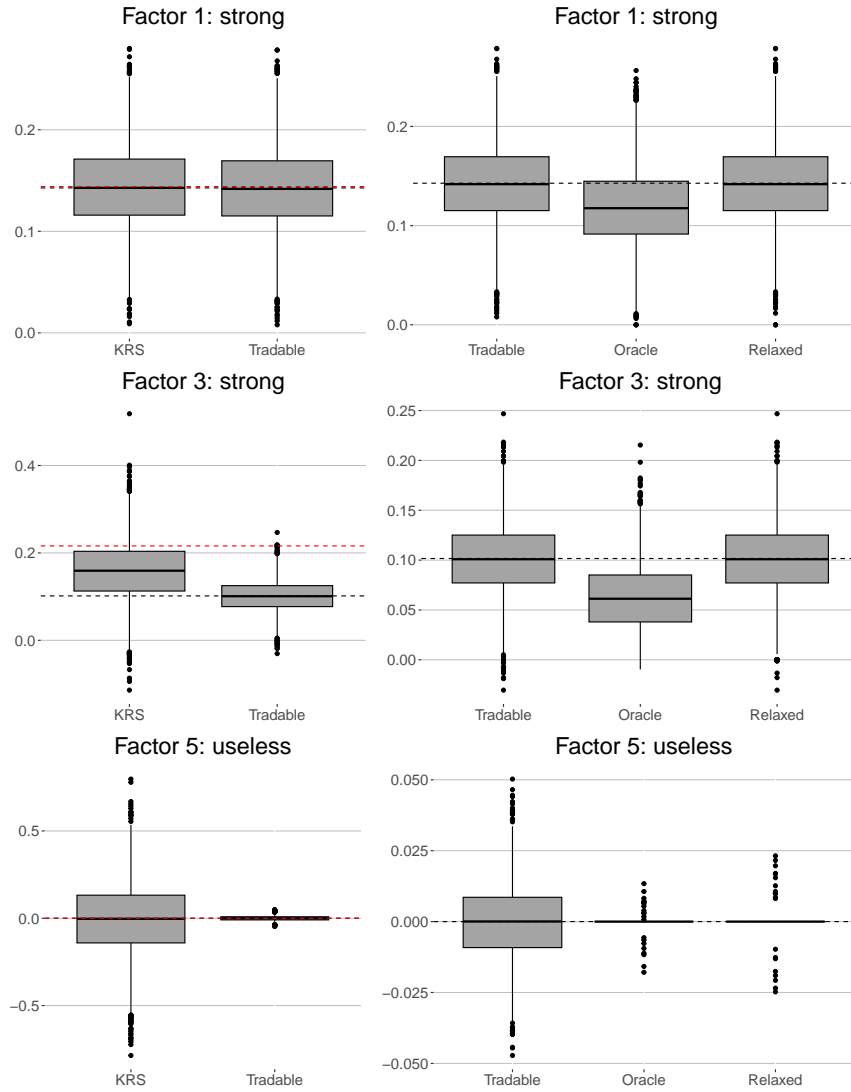 Factor 1: strong
0.2
0.1
0.0
KRS Tradable
Factor 1: strong
0.2
0.1
0.0
Tradable Oracle Relaxed
Factor 3: strong
0.4
0.2
0.0
KRS Tradable
Factor 3: strong
0.25
0.20
0.15
0.10
0.05
0.00
Tradable Oracle Relaxed
Factor 5: useless
0.5
0.0
−0.5
KRS Tradable
Factor 5: useless
0.050
0.025
0.000
−0.025
−0.050
Tradable Oracle Relaxed